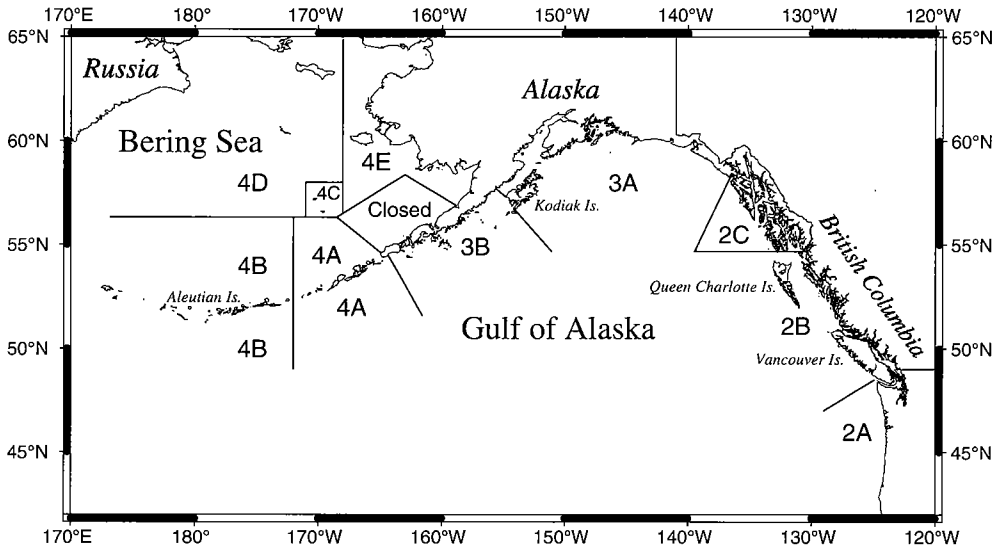 170°E 180° 170°W 160°W 150°W 140°W 130°W 120°W
65°N 65°N
Russia
Alaska
60°N 60°N
Bering Sea
4E
4D
4C
3A
Closed
Kodiak Is.
British Columbia
2C
55°N 55°N
4A
3B
4B
Queen Charlotte Is.
Aleutian Is.
4A
2B
Gulf of Alaska
4B
50°N 50°N
Vancouver Is.
2A
45°N 45°N
170°E 180° 170°W 160°W 150°W 140°W 130°W 120°W